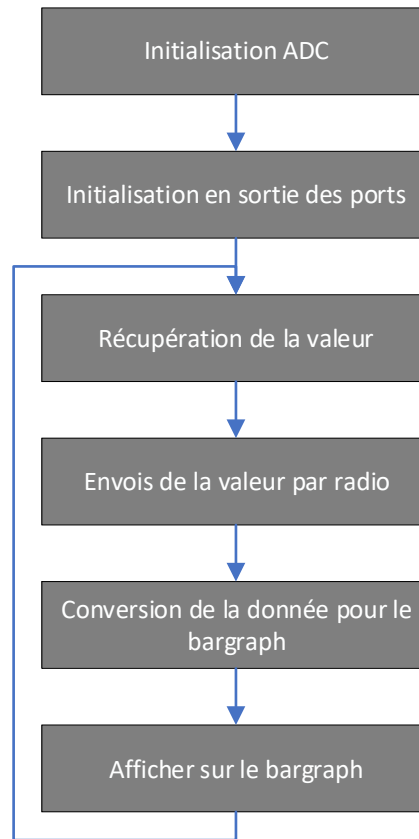 Initialisation ADC
Initialisation en sortie des ports
Récupération de la valeur
Envois de la valeur par radio
Conversion de la donnée pour le
bargraph
Afficher sur le bargraph